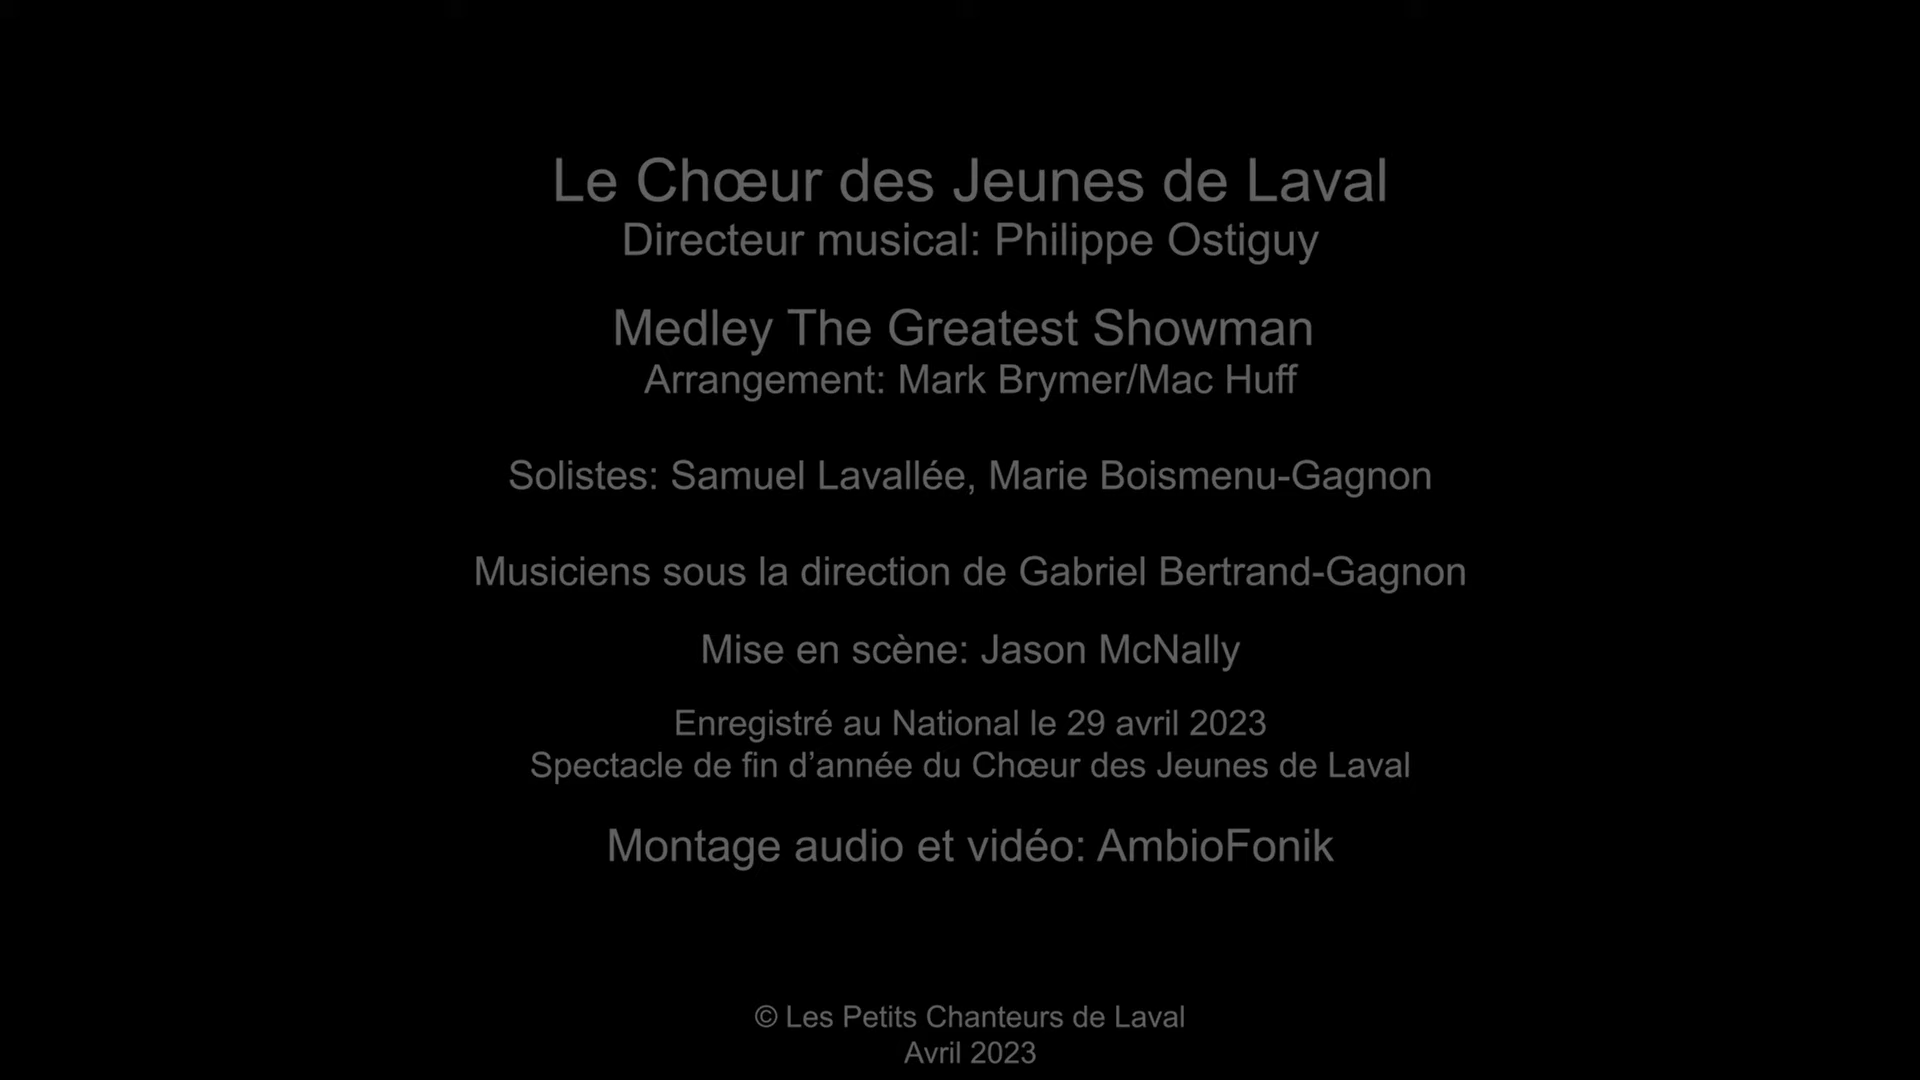 Le Chœur des Jeunes de Laval
Directeur musical: Philippe Ostiguy
Medley The Greatest Showman
Arrangement: Mark Brymer/Mac Huff
Solistes: Samuel Lavallée, Marie Boismenu-Gagnon
Musiciens sous la direction de Gabriel Bertrand-Gagnon
Mise en scène: Jason McNally
Enregistré au National le 29 avril 2023
Spectacle de fin d’année du Chœur des Jeunes de Laval
Montage audio et vidéo: AmbioFonik
© Les Petits Chanteurs de Laval
Avril 2023